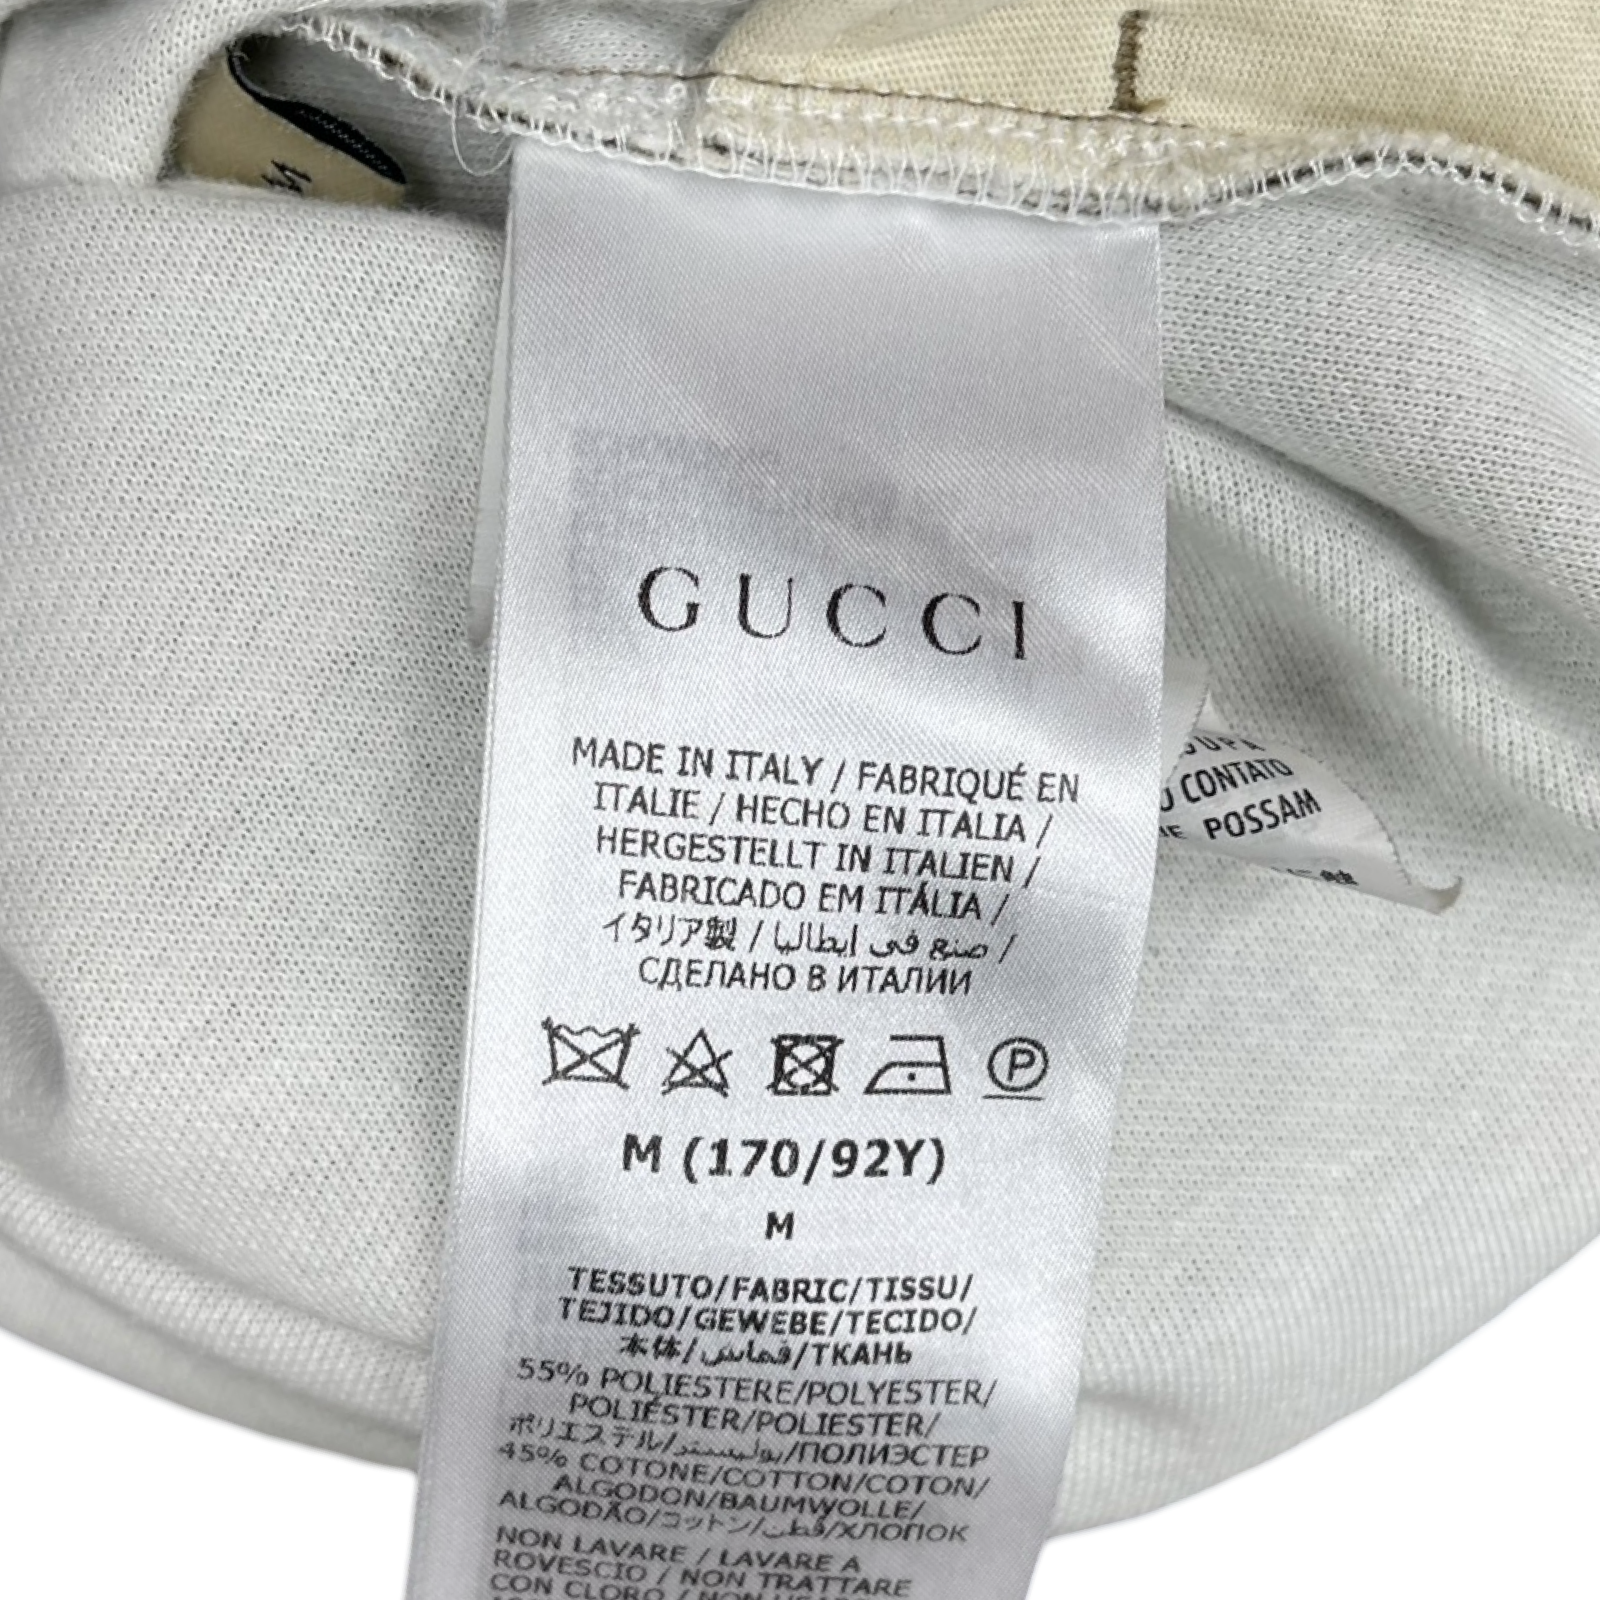 GUCCI
MADE IN ITALY / FABRIQUÉ EN
ITALIE / HECHO EN ITALIA /
HERGESTELLT IN ITALIEN /
FABRICADO EM ITÁLIA /
イタリア製 / صنع في إيطاليا /
СДЕЛАНО В ИТАЛИИ
P
M (170/92Y)
M
TESSUTO/FABRIC/TISSU/
TEJIDO/GEWEBE/TECIDO/
本体/قماش/ТКАНЬ
55% POLIESTERE/POLYESTER/
POLIÉSTER/POLIESTER/
ポリエステル/بوليستر/ПОЛИЭСТЕР
45% COTONE/COTTON/COTON/
ALGODON/BAUMWOLLE/
ALGODÃO/コットン/قطن/ХЛОПОК
NON LAVARE / LAVARE A
ROVESCIO / NON TRATTARE
CON CLORO / NON
CONTATO
POSSAM